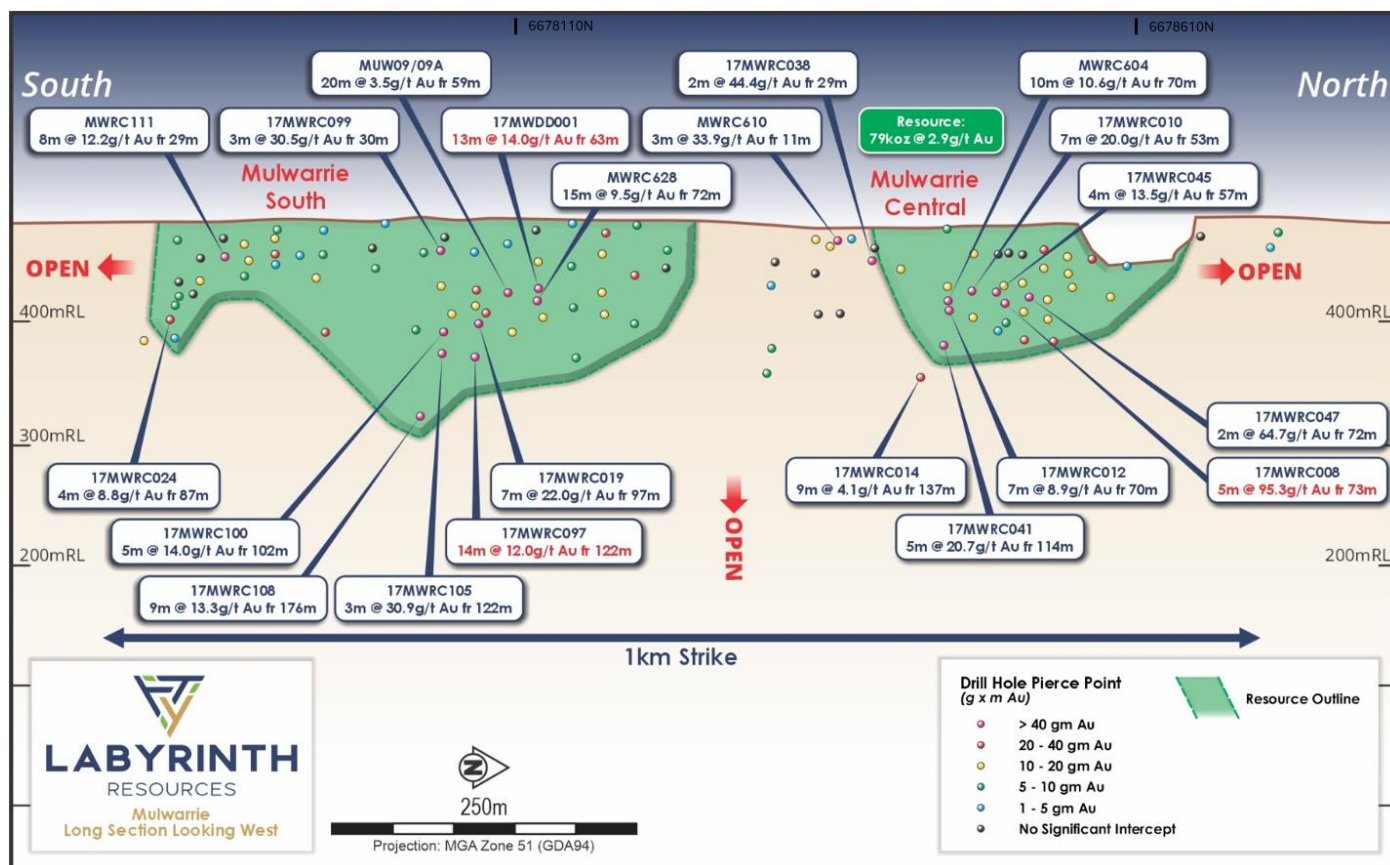 6678110N
6678610N
South
North
MUW09/09A
20m @ 3.5g/t Au fr 59m
17MWRC038
2m @ 44.4g/t Au fr 29m
MWRC604
10m @ 10.6g/t Au fr 70m
MWRC111
8m @ 12.2g/t Au fr 29m
17MWRC099
3m @ 30.5g/t Au fr 30m
17MWDD001
13m @ 14.0g/t Au fr 63m
MWRC610
3m @ 33.9g/t Au fr 11m
Resource:
79koz @ 2.9g/t Au
17MWRC010
7m @ 20.0g/t Au fr 53m
Mulwarrie
South
MWRC628
15m @ 9.5g/t Au fr 72m
Mulwarrie
Central
17MWRC045
4m @ 13.5g/t Au fr 57m
OPEN
OPEN
400mRL
400mRL
300mRL
17MWRC047
2m @ 64.7g/t Au fr 72m
17MWRC024
4m @ 8.8g/t Au fr 87m
17MWRC019
7m @ 22.0g/t Au fr 97m
17MWRC014
9m @ 4.1g/t Au fr 137m
17MWRC012
7m @ 8.9g/t Au fr 70m
17MWRC008
5m @ 95.3g/t Au fr 73m
17MWRC100
5m @ 14.0g/t Au fr 102m
17MWRC097
14m @ 12.0g/t Au fr 122m
OPEN
17MWRC041
5m @ 20.7g/t Au fr 114m
200mRL
200mRL
17MWRC108
9m @ 13.3g/t Au fr 176m
17MWRC105
3m @ 30.9g/t Au fr 122m
1km Strike
LABYRINTH
RESOURCES
Mulwarrie
Long Section Looking West
N
250m
Projection: MGA Zone 51 (GDA94)
Drill Hole Pierce Point
(g x m Au)
> 40 gm Au
20 - 40 gm Au
10 - 20 gm Au
5 - 10 gm Au
1 - 5 gm Au
No Significant Intercept
Resource Outline